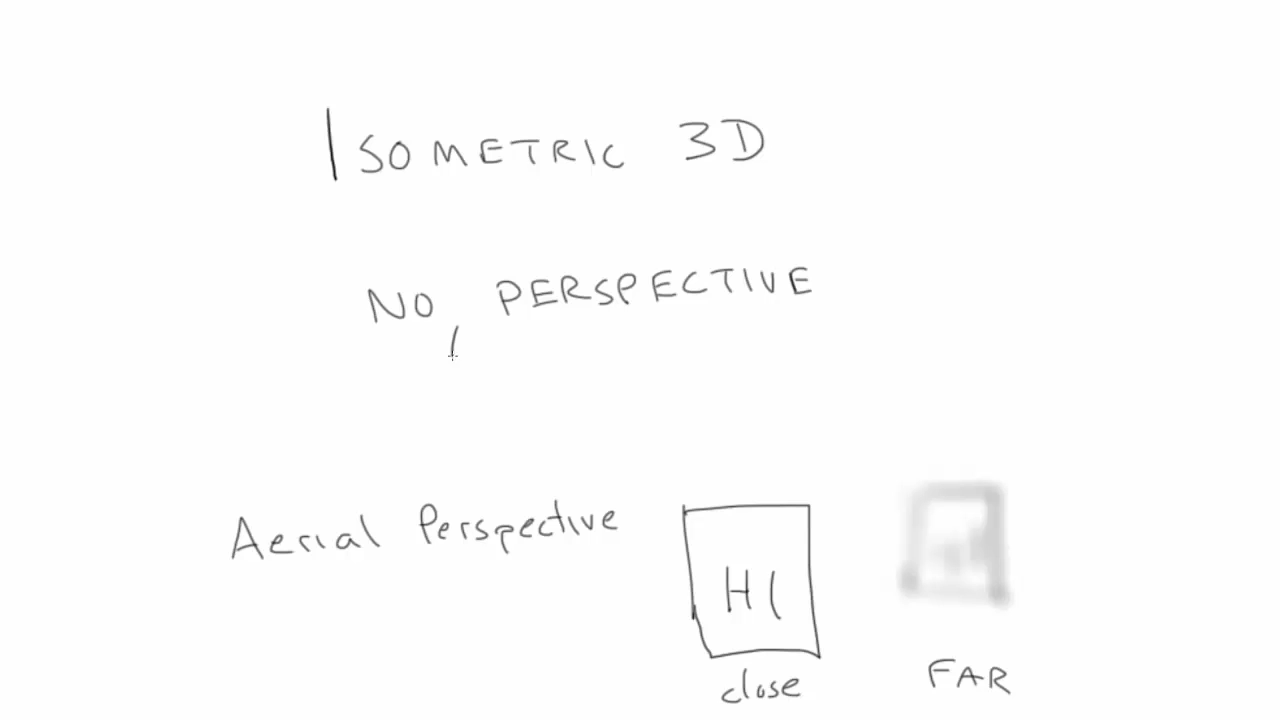 ISOMETRIC 3D
NO, PERSPECTIVE
Aerial Perspective
HI
close
FAR